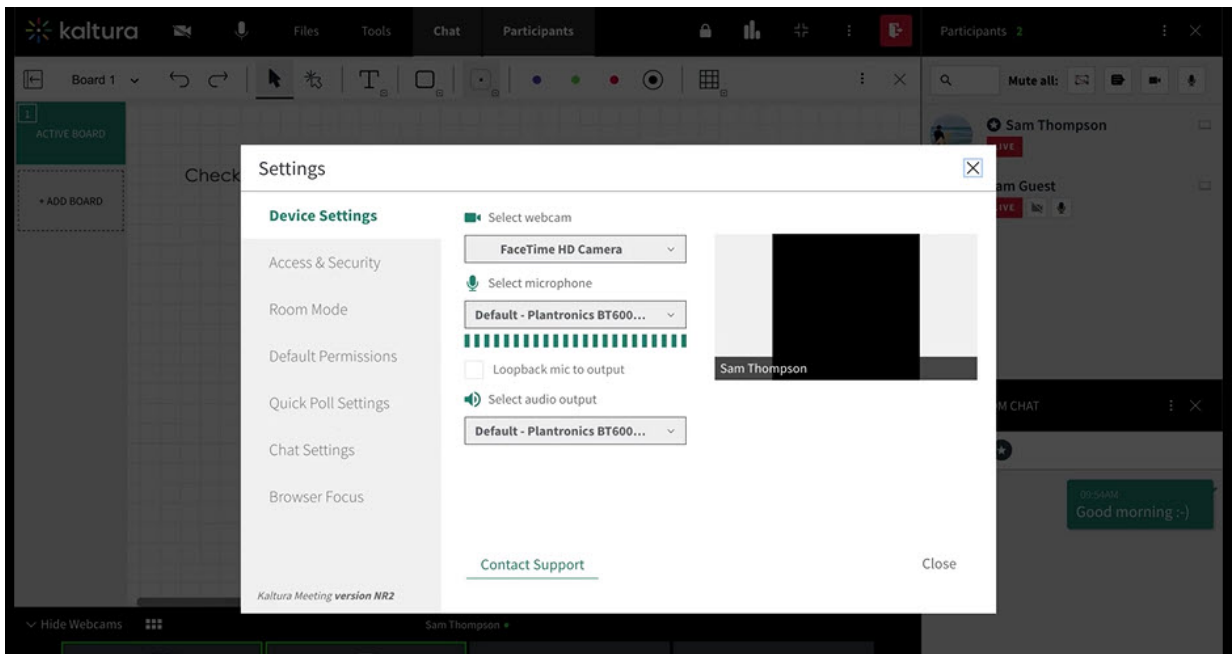 kaltura
Files
Tools
Chat
Participants
Participants 2
Board 1
Mute all:
1
ACTIVE BOARD
Sam Thompson
LIVE
Check
Settings
+ ADD BOARD
am Guest
IVE
Device Settings
Select webcam
Access & Security
FaceTime HD Camera
Select microphone
Room Mode
Default - Plantronics BT600...
Default Permissions
Loopback mic to output
Sam Thompson
Quick Poll Settings
Select audio output
M CHAT
Default - Plantronics BT600...
Chat Settings
Browser Focus
09:54AM
Good morning :-)
Contact Support
Close
Kaltura Meeting version NR2
Hide Webcams
Sam Thompson